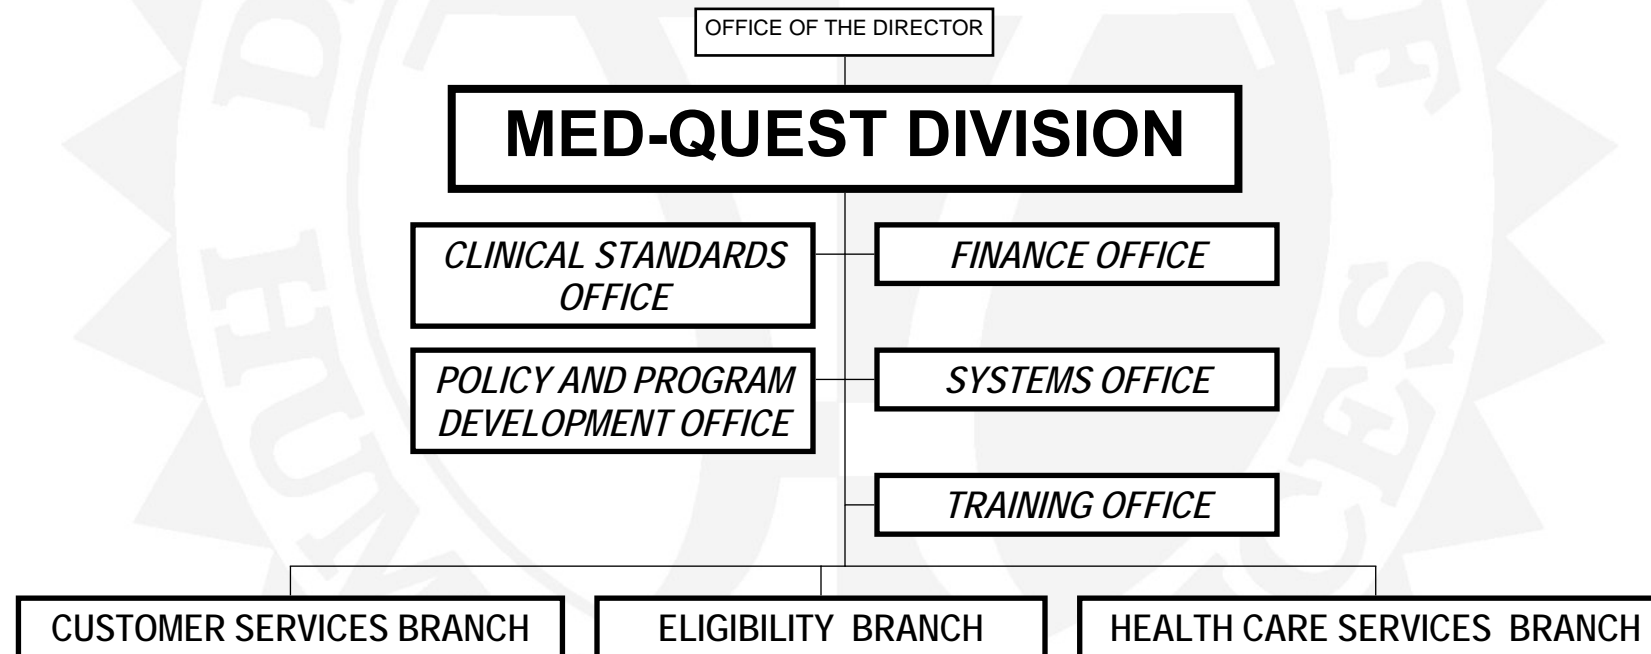 OFFICE OF THE DIRECTOR
MED-QUEST DIVISION
CLINICAL STANDARDS
OFFICE
FINANCE OFFICE
POLICY AND PROGRAM
DEVELOPMENT OFFICE
SYSTEMS OFFICE
TRAINING OFFICE
CUSTOMER SERVICES BRANCH
ELIGIBILITY BRANCH
HEALTH CARE SERVICES BRANCH